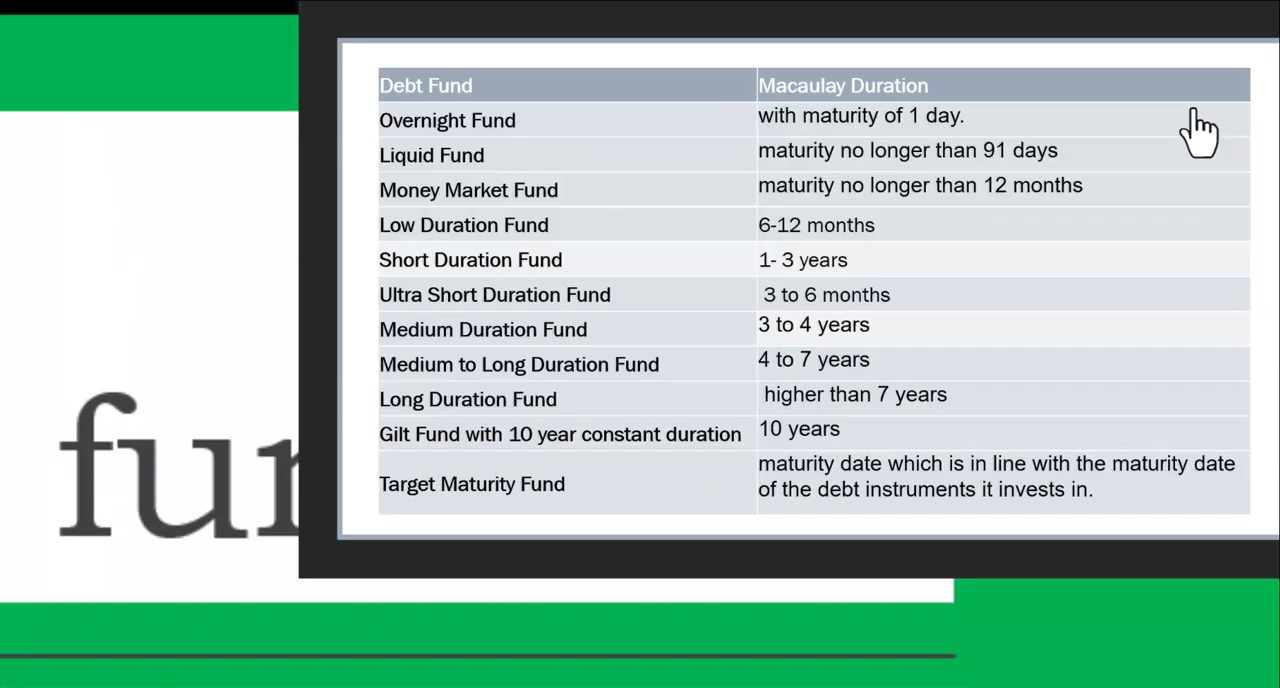 Debt Fund Macaulay Duration
Overnight Fund with maturity of 1 day.
Liquid Fund maturity no longer than 91 days
Money Market Fund maturity no longer than 12 months
Low Duration Fund 6-12 months
Short Duration Fund 1- 3 years
Ultra Short Duration Fund 3 to 6 months
Medium Duration Fund 3 to 4 years
Medium to Long Duration Fund 4 to 7 years
Long Duration Fund higher than 7 years
Gilt Fund with 10 year constant duration 10 years
Target Maturity Fund maturity date which is in line with the maturity date
of the debt instruments it invests in.